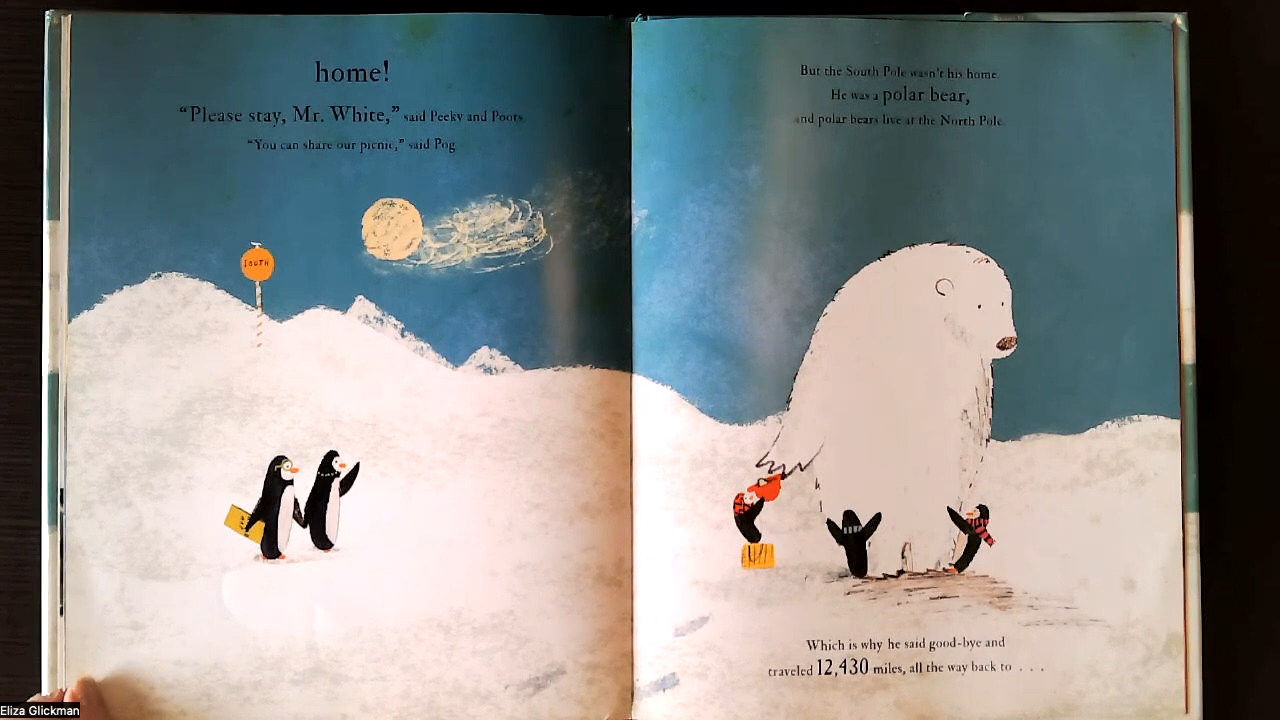 home!
“Please stay, Mr. White,” said Peeky and Poots.
“You can share our picnic,” said Pog.
SOUTH
But the South Pole wasn't his home.
He was a polar bear,
and polar bears live at the North Pole.
Which is why he said good-bye and
traveled 12,430 miles, all the way back to . . .
Eliza Glickman